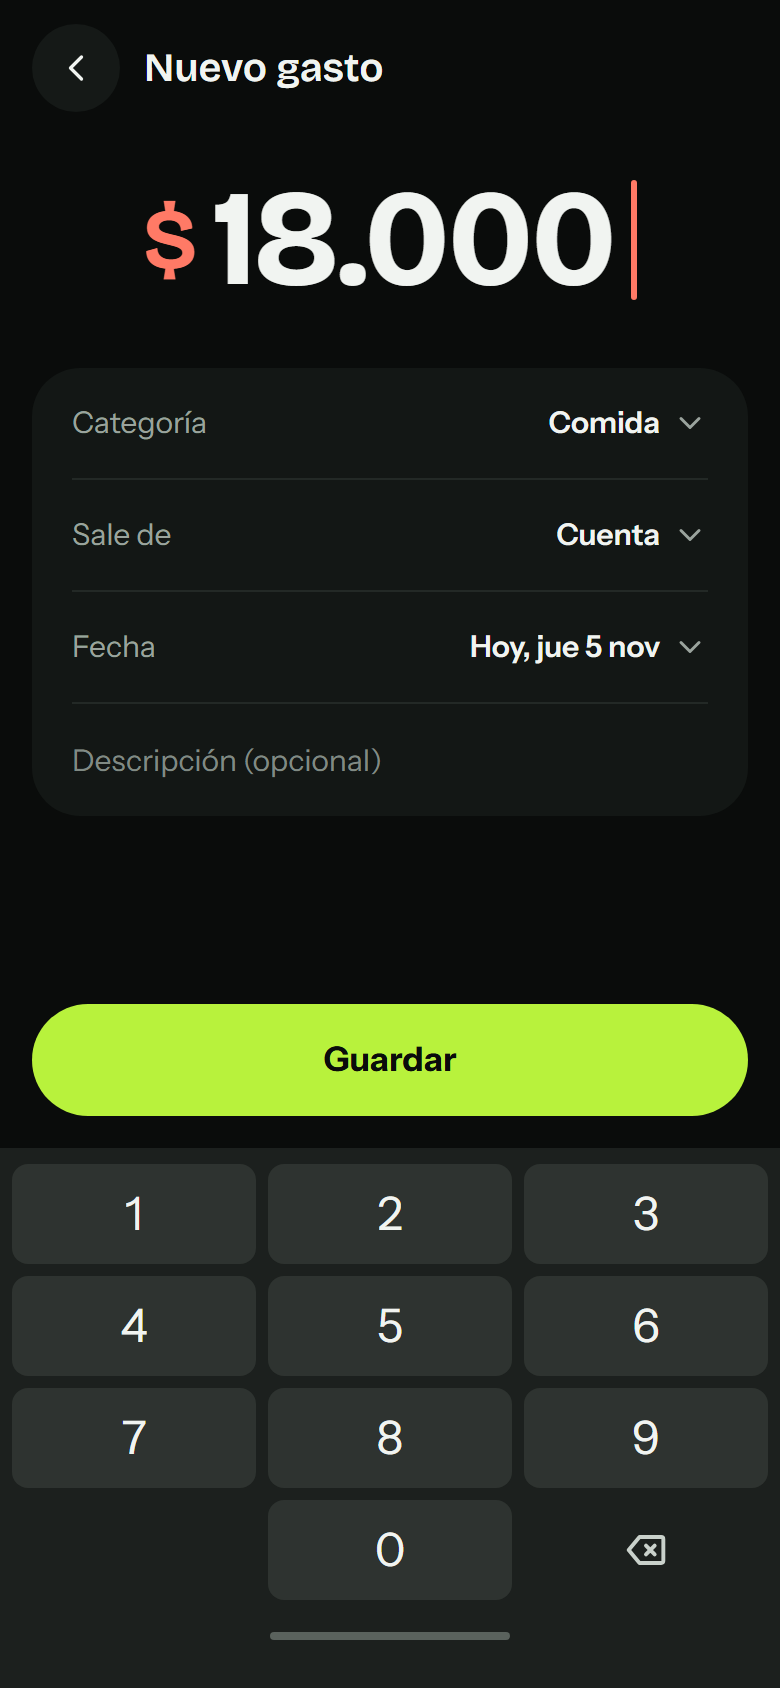 Nuevo gasto
$ 18.000
Categoría Comida
Sale de Cuenta
Fecha Hoy, jue 5 nov
Descripción (opcional)
Guardar
1 2 3
4 5 6
7 8 9
0